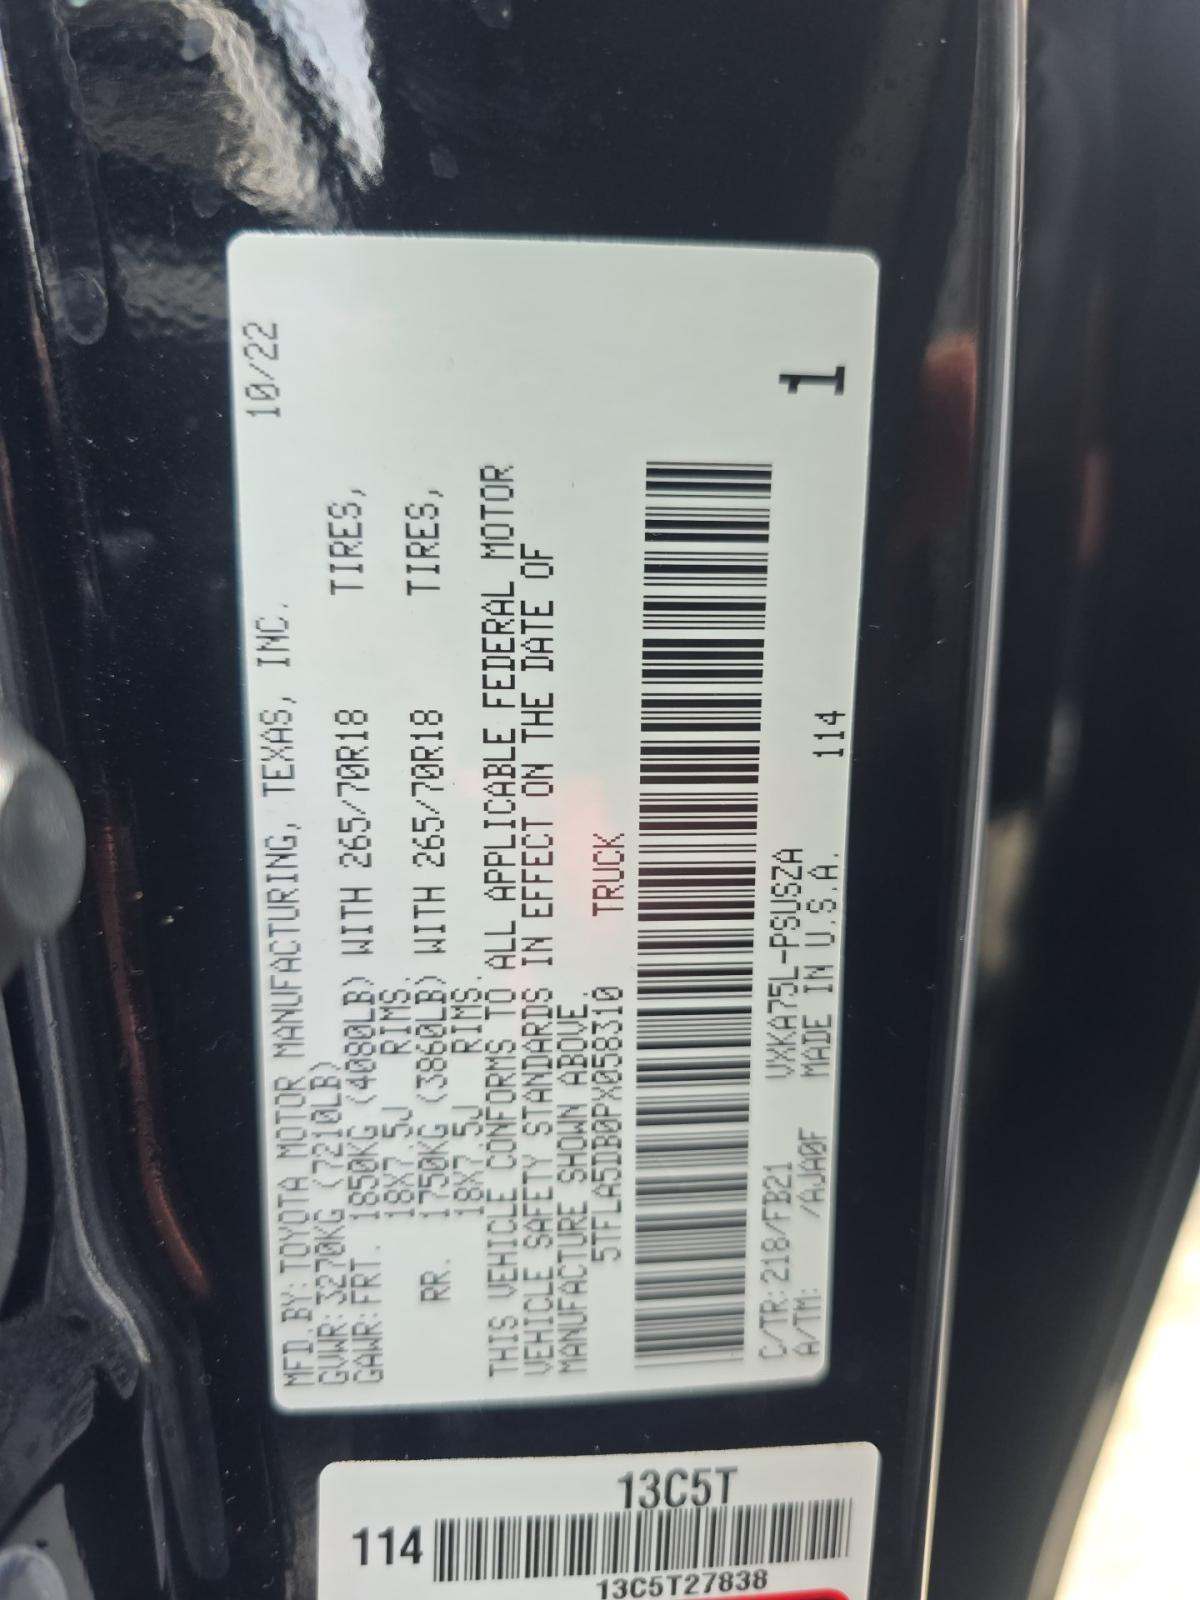 MFD.BY:TOYOTA MOTOR MANUFACTURING, TEXAS, INC. 10/22
GVWR:3270KG (7210LB)
GAWR:FRT. 1850KG (4080LB) WITH 265/70R18 TIRES,
18X7.5J RIMS.
RR. 1750KG (3860LB) WITH 265/70R18 TIRES,
18X7.5J RIMS.
THIS VEHICLE CONFORMS TO ALL APPLICABLE FEDERAL MOTOR
VEHICLE SAFETY STANDARDS IN EFFECT ON THE DATE OF
MANUFACTURE SHOWN ABOVE.
5TFLA5DB0PX058310 TRUCK
C/TR:218/FB21 VXKA75L-PSUSZA
A/TM: /AJA0F MADE IN U.S.A. 114
1
13C5T
114
13C5T27838